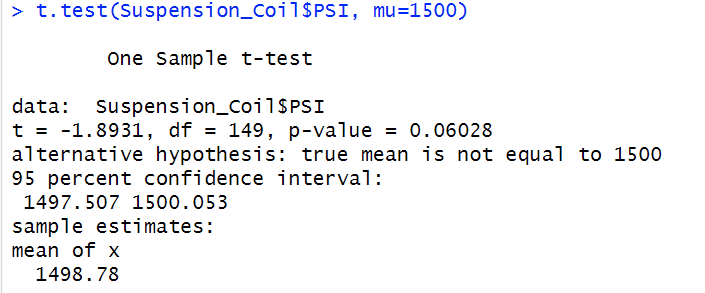 > t.test(Suspension_Coil$PSI, mu=1500)
One Sample t-test
data:  Suspension_Coil$PSI
t = -1.8931, df = 149, p-value = 0.06028
alternative hypothesis: true mean is not equal to 1500
95 percent confidence interval:
 1497.507 1500.053
sample estimates:
mean of x
  1498.78